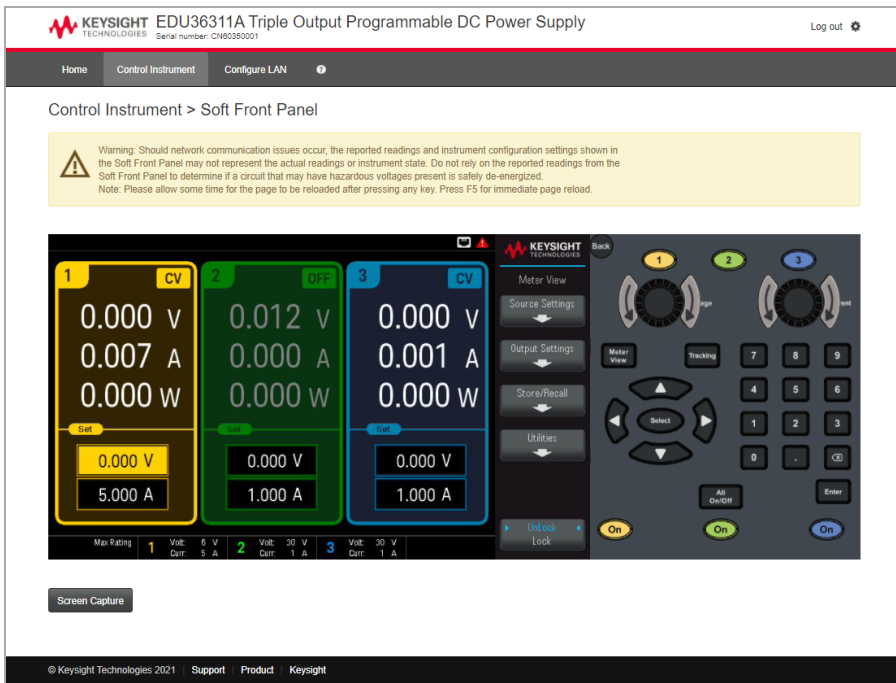 KEYSIGHT TECHNOLOGIES EDU36311A Triple Output Programmable DC Power Supply
Serial number: CN60350001
Log out
Home Control Instrument Configure LAN ?
Control Instrument > Soft Front Panel
Warning: Should network communication issues occur, the reported readings and instrument configuration settings shown in
the Soft Front Panel may not represent the actual readings or instrument state. Do not rely on the reported readings from the
Soft Front Panel to determine if a circuit that may have hazardous voltages present is safely de-energized.
Note: Please allow some time for the page to be reloaded after pressing any key. Press F5 for immediate page reload.
1 CV
0.000 V
0.007 A
0.000 W
Set
0.000 V
5.000 A
2 OFF
0.012 V
0.000 A
0.000 W
Set
0.000 V
1.000 A
3 CV
0.000 V
0.001 A
0.000 W
Set
0.000 V
1.000 A
Max Rating 1 Volt: 6 V 2 Volt: 30 V 3 Volt: 30 V
Curr: 5 A Curr: 1 A Curr: 1 A
KEYSIGHT
TECHNOLOGIES
Meter View
Source Settings
Output Settings
Store/Recall
Utilities
UnLock
Lock
Back
1 2 3
age ent
Meter
View
Tracking
7 8 9
4 5 6
Select
1 2 3
0 .
All
On/Off
Enter
On On On
Screen Capture
© Keysight Technologies 2021 | Support | Product | Keysight